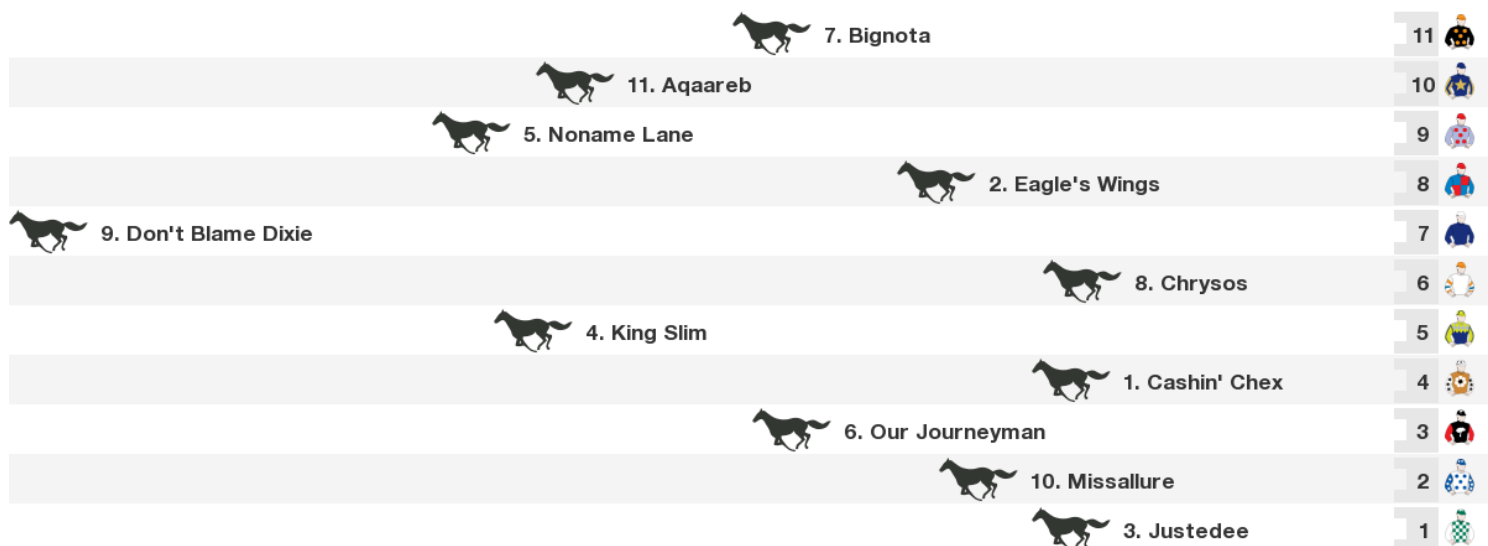 7. Bignota 11
11. Aqaareb 10
5. Noname Lane 9
2. Eagle's Wings 8
9. Don't Blame Dixie 7
8. Chrysos 6
4. King Slim 5
1. Cashin' Chex 4
6. Our Journeyman 3
10. Missallure 2
3. Justedee 1